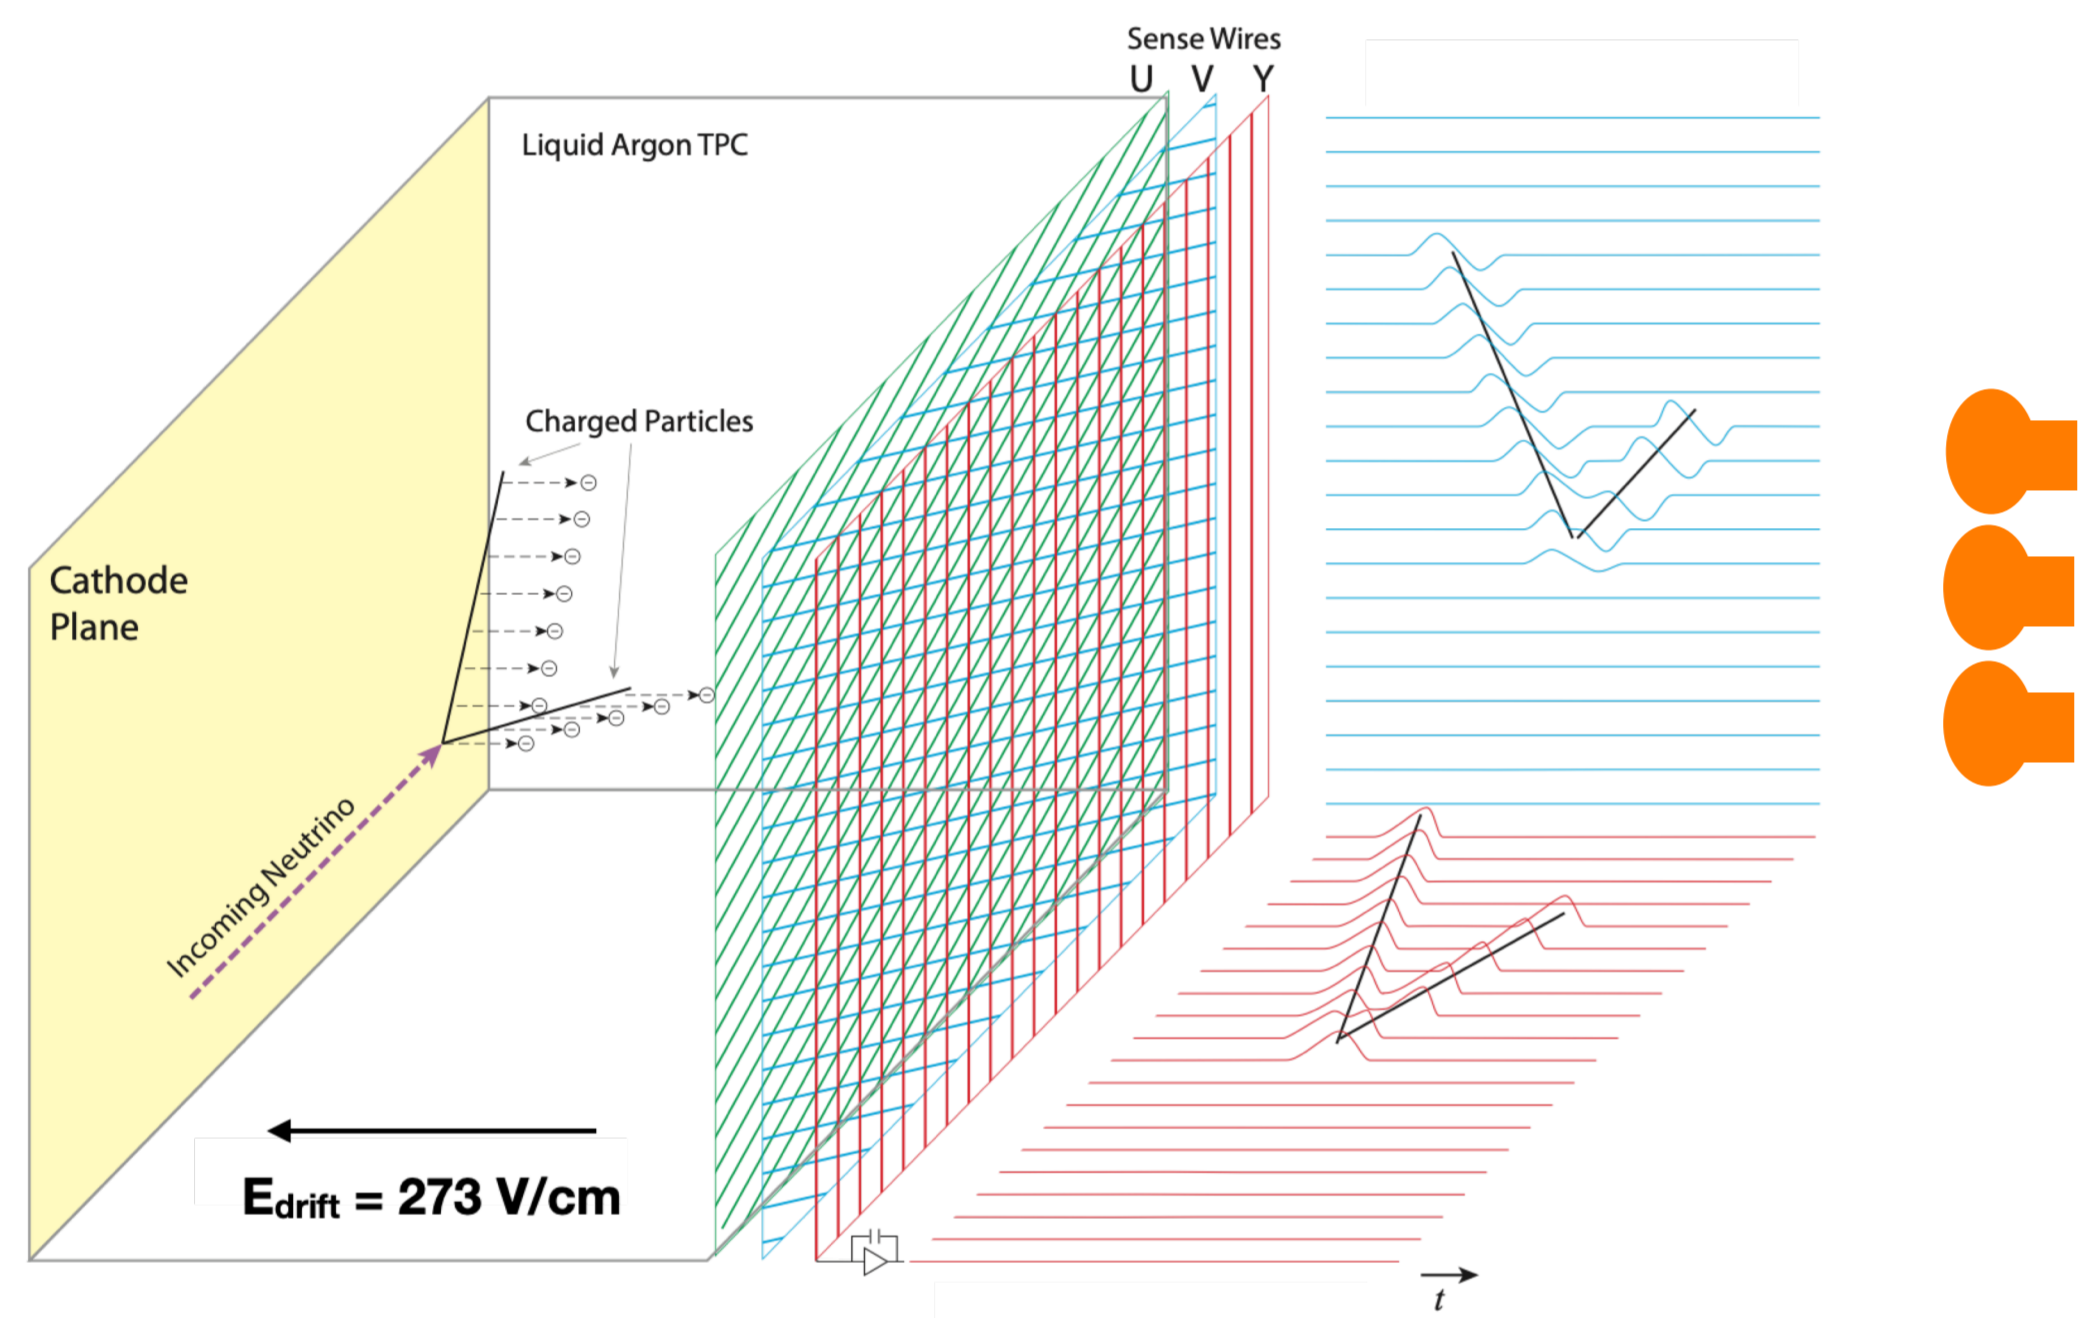 Sense Wires
U V Y
Liquid Argon TPC
Charged Particles
Cathode
Plane
Incoming Neutrino
Edrift = 273 V/cm
t